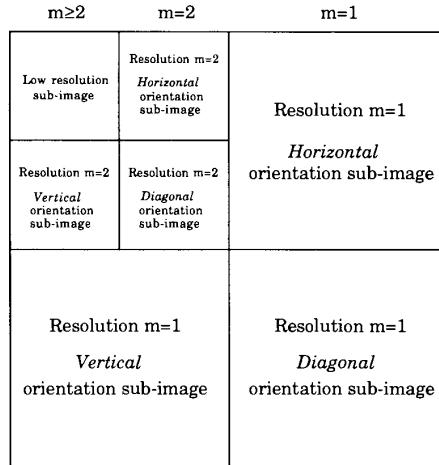 m≥2
m=2
m=1
Low resolution
sub-image
Resolution m=2
Horizontal
orientation
sub-image
Resolution m=1
Horizontal
orientation sub-image
Resolution m=2
Vertical
orientation
sub-image
Resolution m=2
Diagonal
orientation
sub-image
Resolution m=1
Vertical
orientation sub-image
Resolution m=1
Diagonal
orientation sub-image